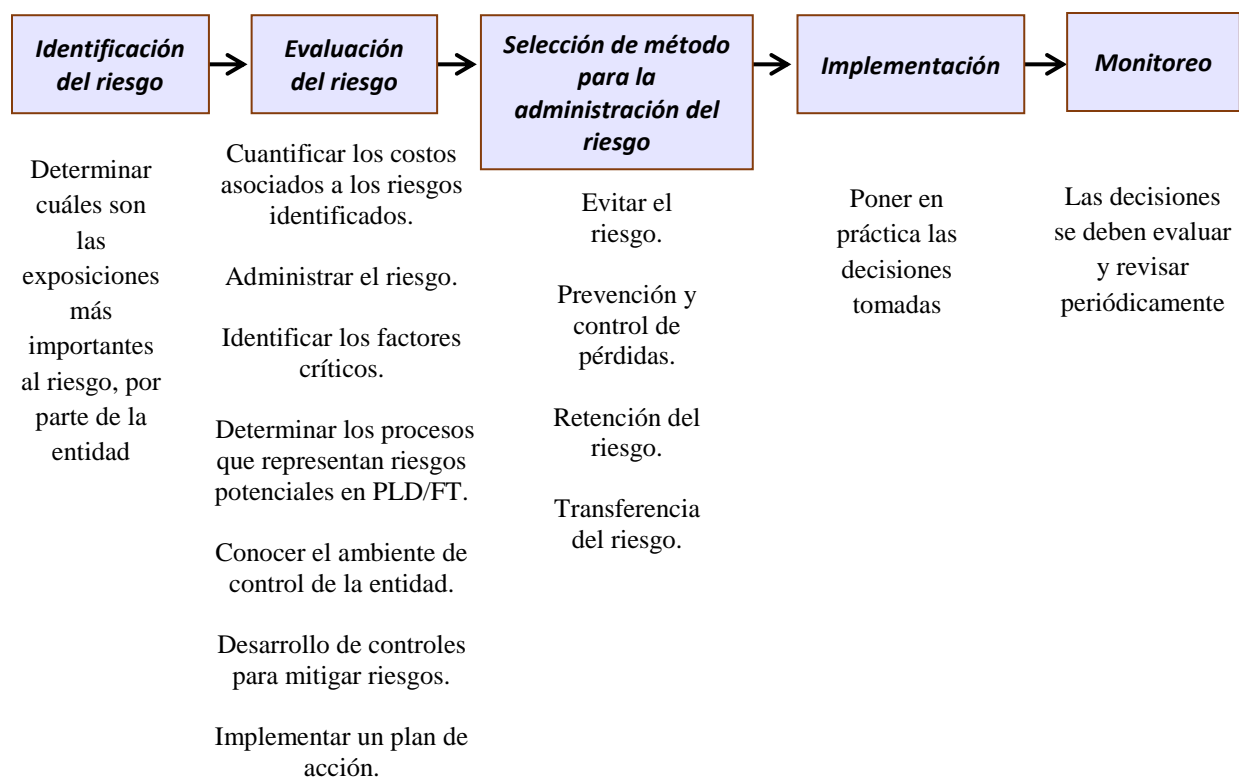 Identificación
del riesgo
Evaluación
del riesgo
Selección de método
para la
administración del
riesgo
Implementación
Monitoreo
Determinar
cuáles son
las
exposiciones
más
importantes
al riesgo, por
parte de la
entidad
Cuantificar los costos
asociados a los riesgos
identificados.
Administrar el riesgo.
Identificar los factores
críticos.
Determinar los procesos
que representan riesgos
potenciales en PLD/FT.
Conocer el ambiente de
control de la entidad.
Desarrollo de controles
para mitigar riesgos.
Implementar un plan de
acción.
Evitar el
riesgo.
Prevención y
control de
pérdidas.
Retención del
riesgo.
Transferencia
del riesgo.
Poner en
práctica las
decisiones
tomadas
Las decisiones
se deben evaluar
y revisar
periódicamente